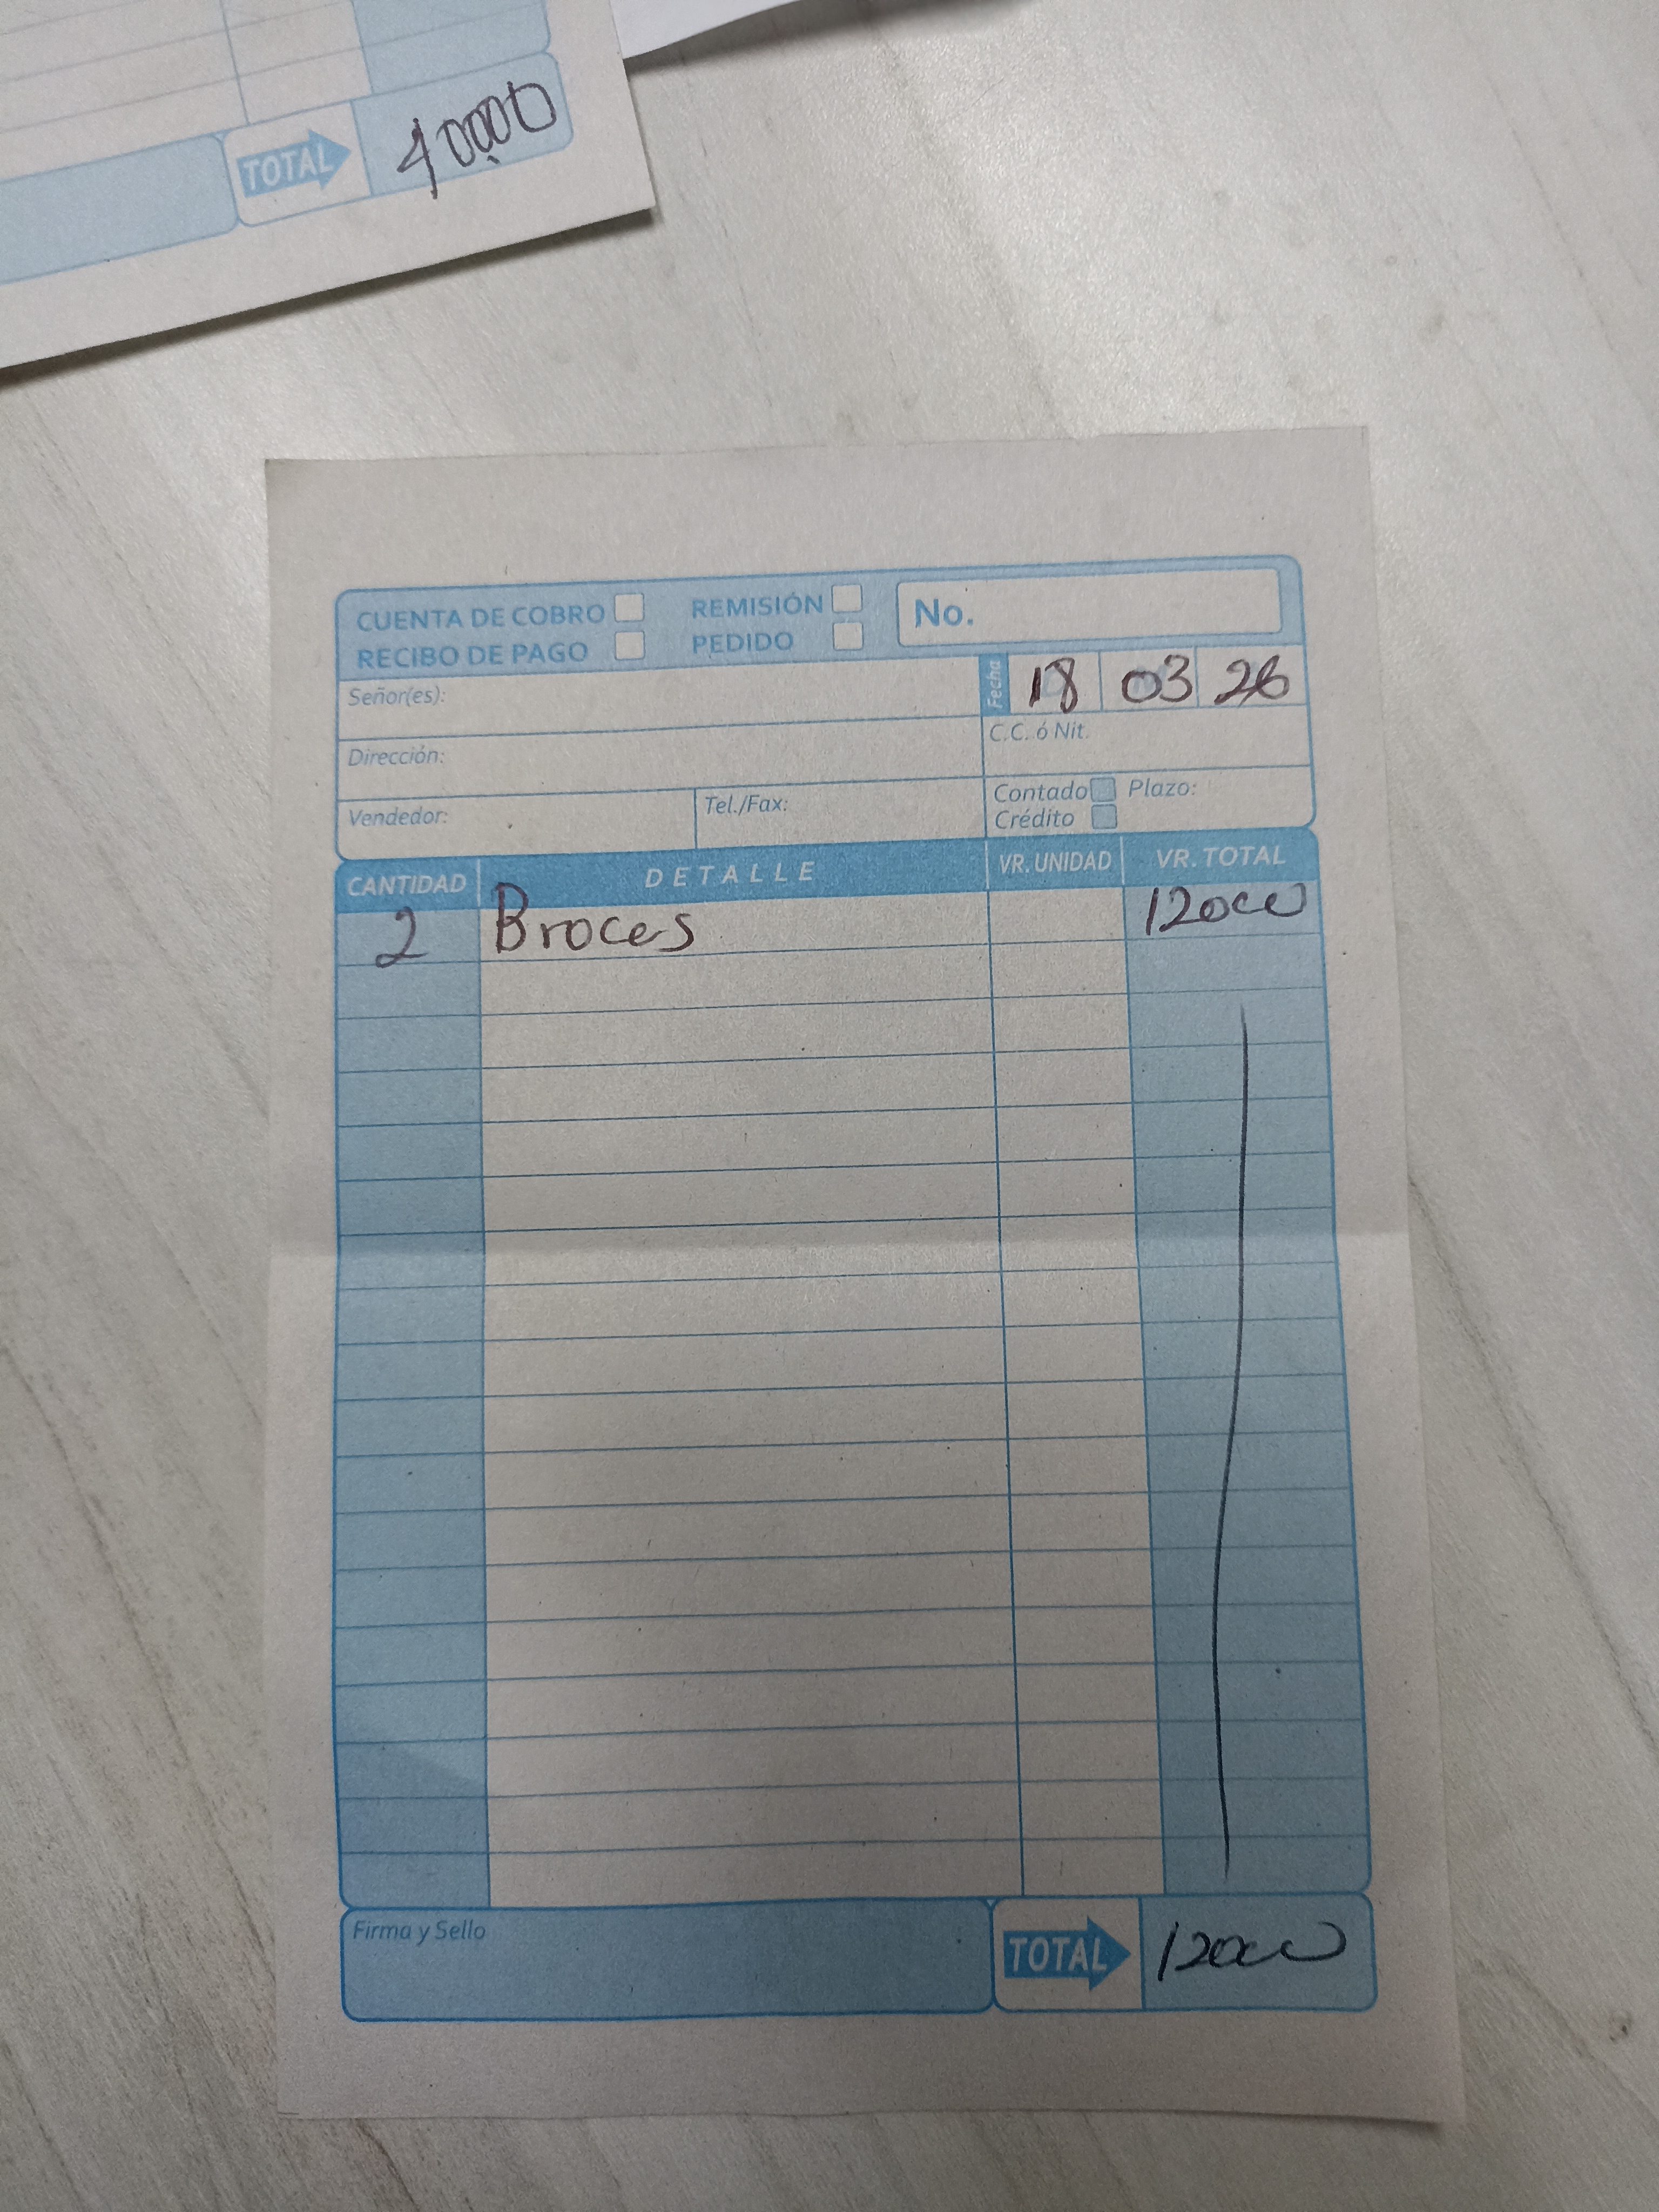 TOTAL 40000
CUENTA DE COBRO REMISIÓN No.
RECIBO DE PAGO PEDIDO
Señor(es): Fecha 18 03 26
Dirección: C.C. ó Nit.
Vendedor: Tel./Fax: Contado Plazo:
Crédito
CANTIDAD DETALLE VR. UNIDAD VR. TOTAL
2 Broces 12000
Firma y Sello TOTAL 12000